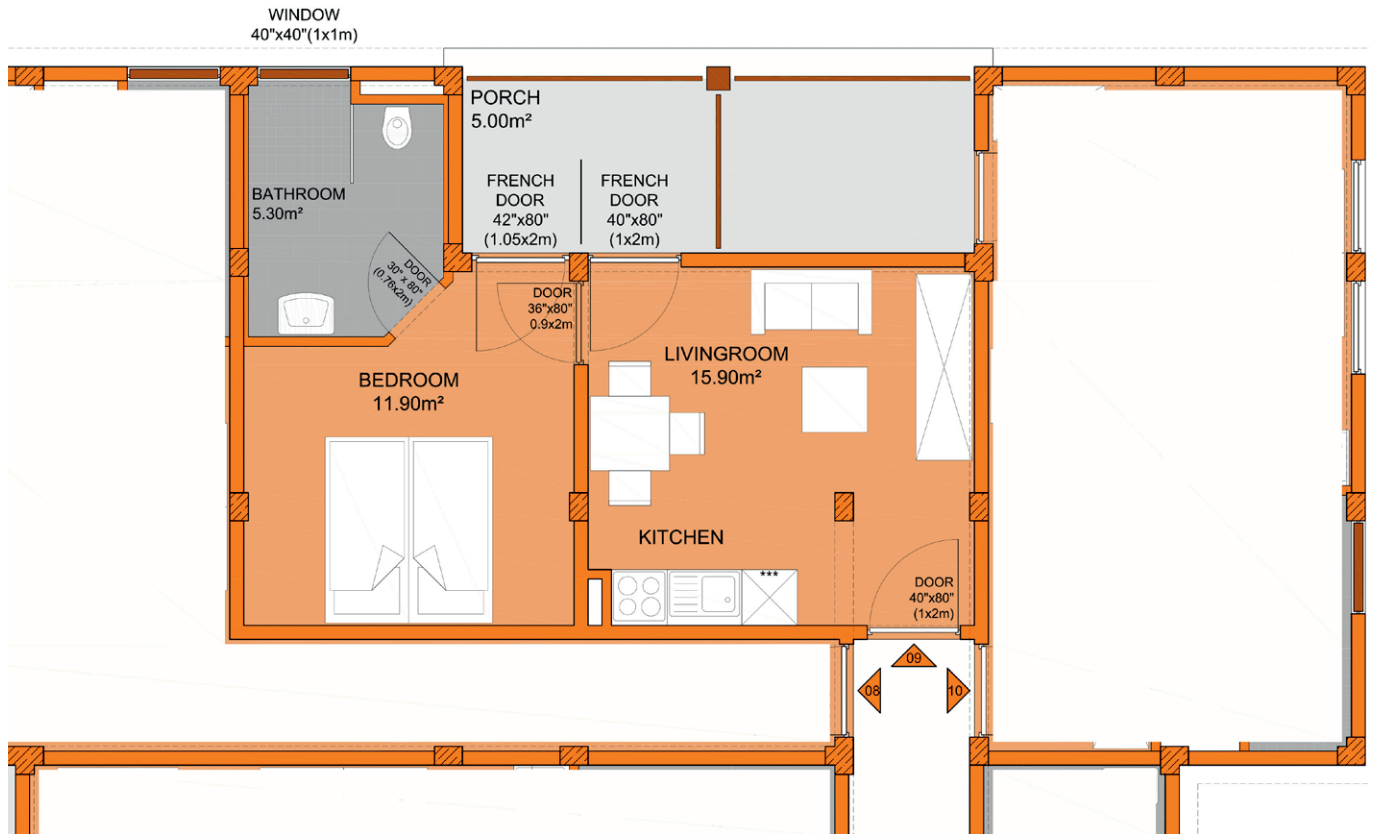 WINDOW
40"x40"(1x1m)
PORCH
5.00m²
FRENCH
DOOR
42"x80"
(1.05x2m)
FRENCH
DOOR
40"x80"
(1x2m)
BATHROOM
5.30m²
DOOR
30" x 80"
(0.76x2m)
DOOR
36"x80"
0.9x2m
LIVINGROOM
15.90m²
BEDROOM
11.90m²
KITCHEN
***
DOOR
40"x80"
(1x2m)
09
08
10